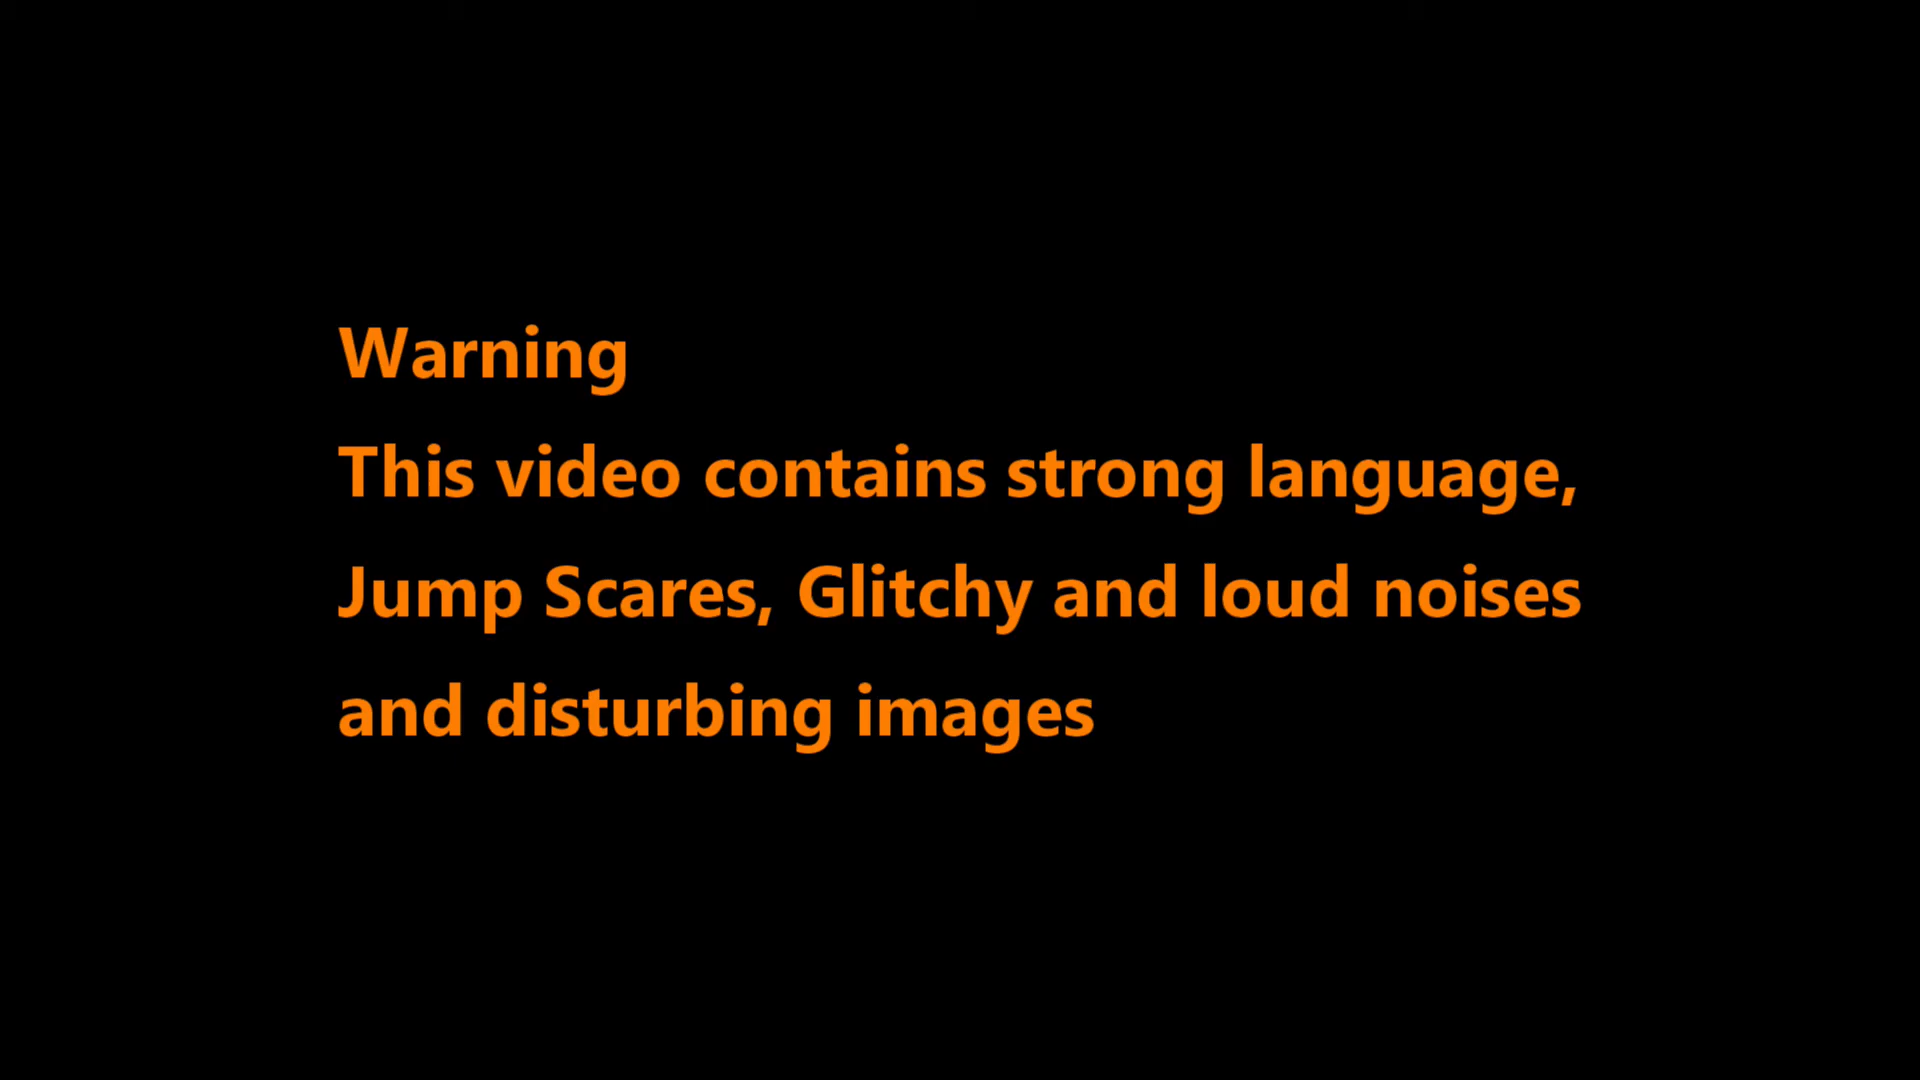 Warning
This video contains strong language,
Jump Scares, Glitchy and loud noises
and disturbing images